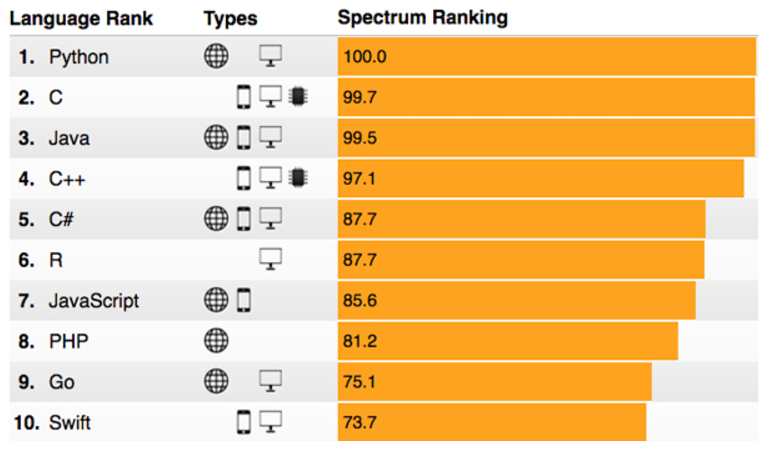 Language Rank Types Spectrum Ranking
1. Python 100.0
2. C 99.7
3. Java 99.5
4. C++ 97.1
5. C# 87.7
6. R 87.7
7. JavaScript 85.6
8. PHP 81.2
9. Go 75.1
10. Swift 73.7